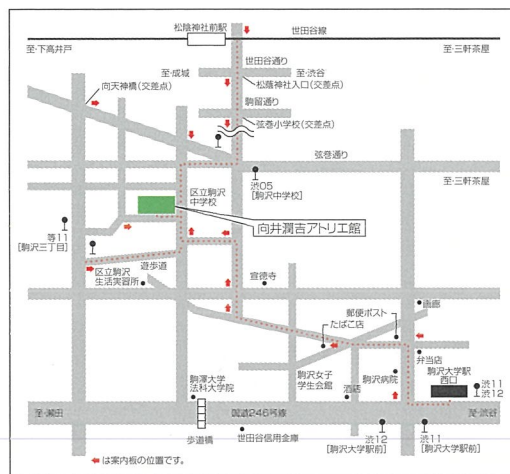 松陰神社前駅
世田谷線
至・下高井戸
至・三軒茶屋
世田谷通り
至・成城
至・渋谷
松蔭神社入口(交差点)
向天神橋(交差点)
駒留通り
弦巻小学校(交差点)
弦巻通り
渋05
[駒沢中学校]
至・三軒茶屋
区立駒沢
中学校
向井潤吉アトリエ館
等11
[駒沢三丁目]
区立駒沢
生活実習所
遊歩道
宣徳寺
画廊
郵便ポスト
たばこ店
弁当店
駒沢大学駅
西口
渋11
渋12
駒澤大学
法科大学院
駒沢女子
学生会館
酒店
駒沢病院
至・瀬田
国道246号線
至・渋谷
歩道橋
世田谷信用金庫
渋12
[駒沢大学駅前]
渋11
[駒沢大学駅前]
は案内板の位置です。